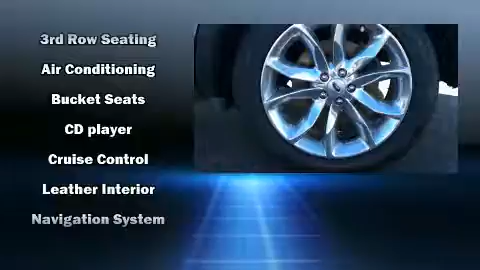 3rd Row Seating
Air Conditioning
Bucket Seats
CD player
Cruise Control
Leather Interior
Navigation System